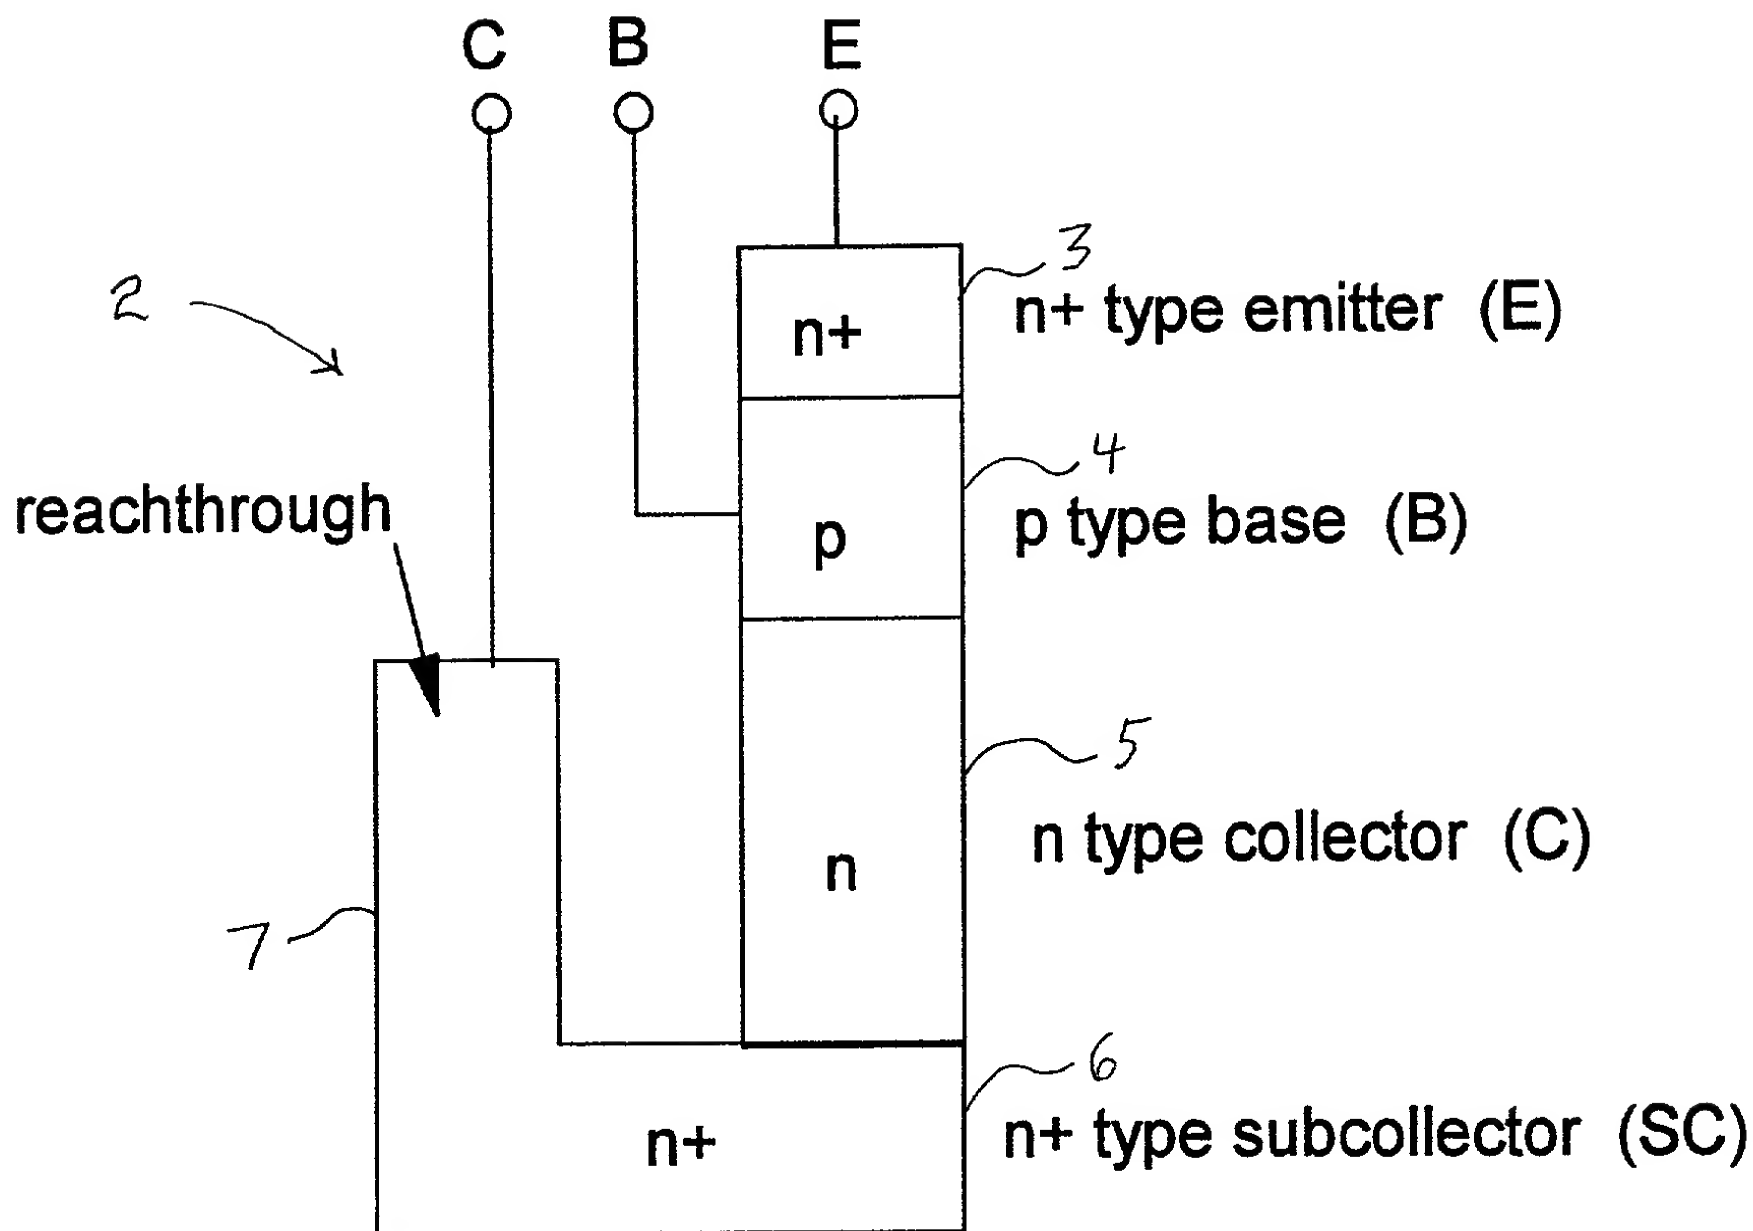 C B E
3
n+ type emitter (E)
2
n+
4
reachthrough
p type base (B)
p
5
n type collector (C)
n
7
6
n+ type subcollector (SC)
n+